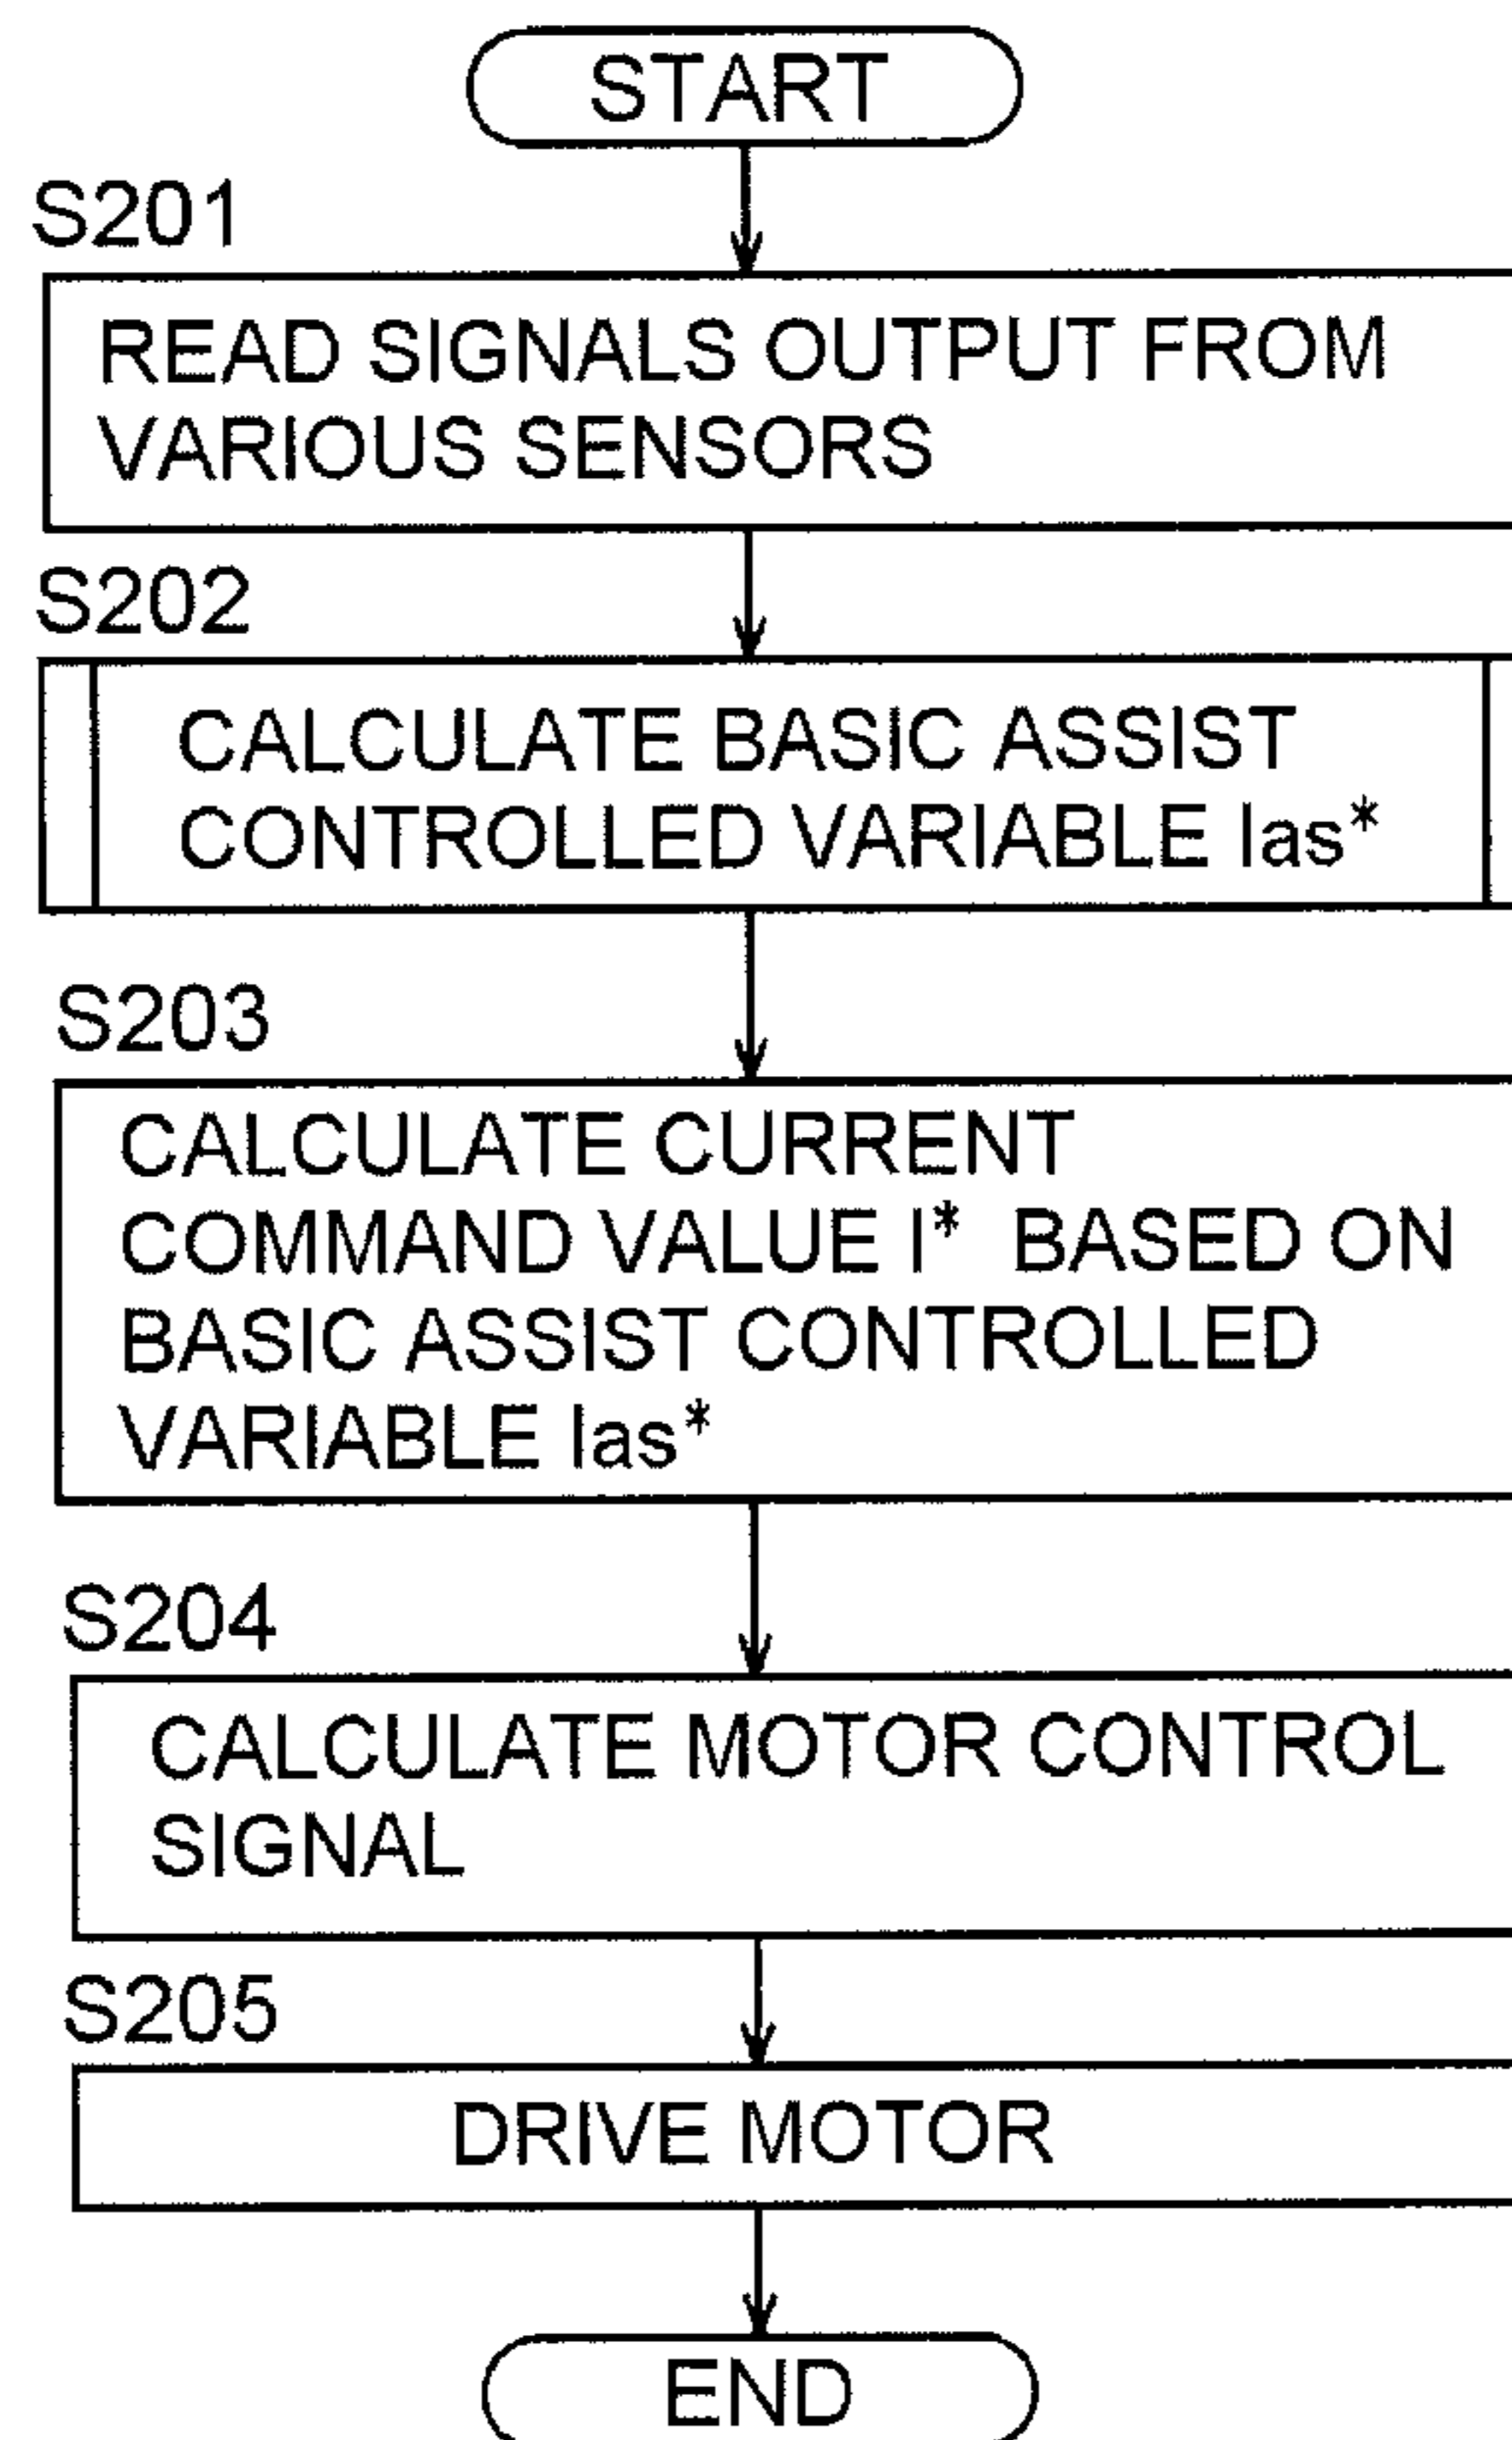 START
S201
READ SIGNALS OUTPUT FROM
VARIOUS SENSORS
S202
CALCULATE BASIC ASSIST
CONTROLLED VARIABLE Ias*
S203
CALCULATE CURRENT
COMMAND VALUE I* BASED ON
BASIC ASSIST CONTROLLED
VARIABLE Ias*
S204
CALCULATE MOTOR CONTROL
SIGNAL
S205
DRIVE MOTOR
END